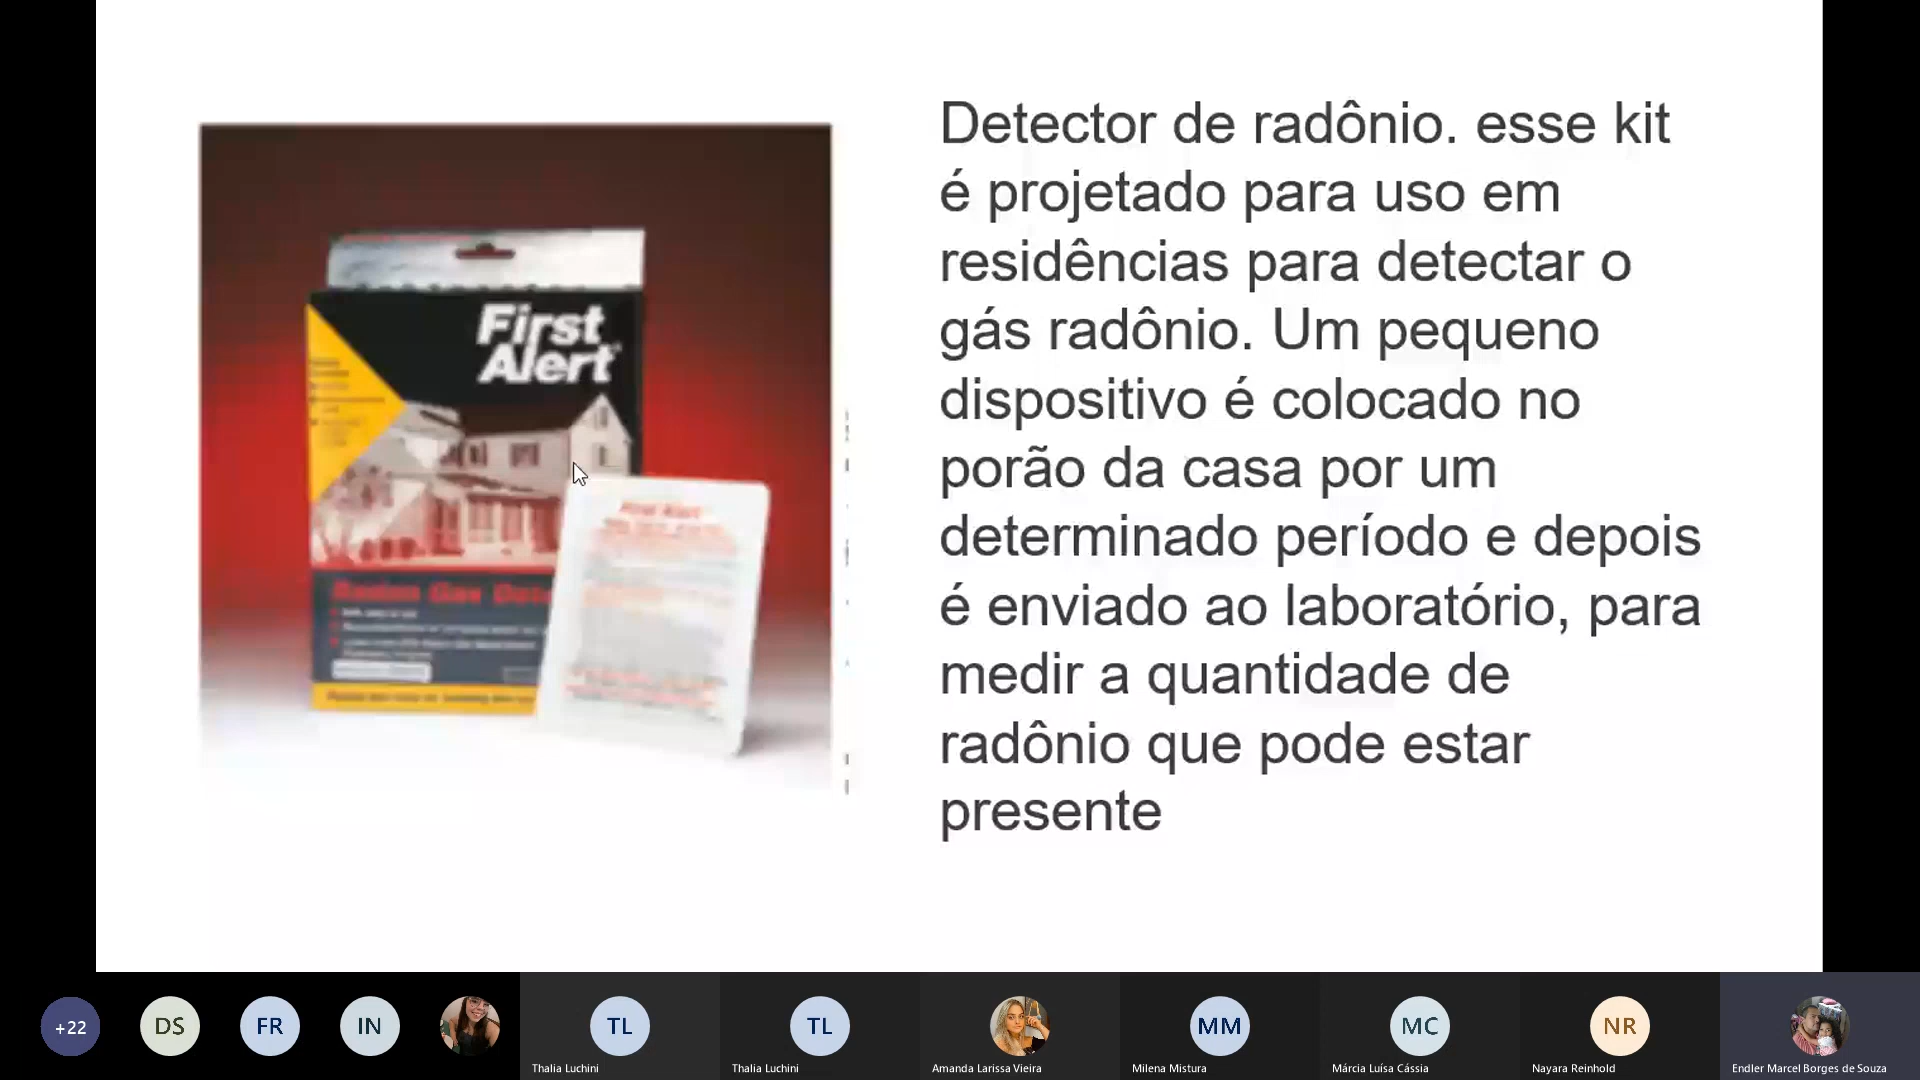 Detector de radônio. esse kit
é projetado para uso em
residências para detectar o
gás radônio. Um pequeno
dispositivo é colocado no
porão da casa por um
determinado período e depois
é enviado ao laboratório, para
medir a quantidade de
radônio que pode estar
presente
First
Alert
+22
DS
FR
IN
TL
TL
MM
MC
NR
Thalia Luchini
Thalia Luchini
Amanda Larissa Vieira
Milena Mistura
Márcia Luísa Cássia
Nayara Reinhold
Endler Marcel Borges de Souza